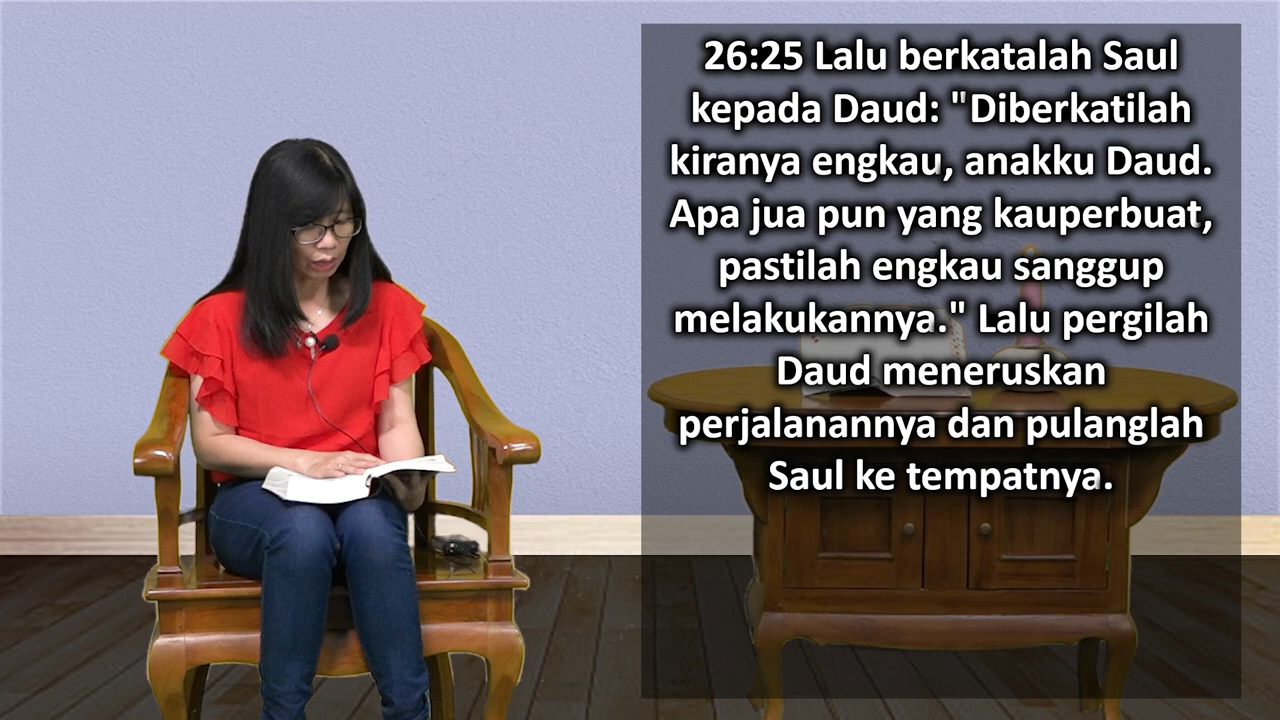 26:25 Lalu berkatalah Saul
kepada Daud: "Diberkatilah
kiranya engkau, anakku Daud.
Apa jua pun yang kauperbuat,
pastilah engkau sanggup
melakukannya." Lalu pergilah
Daud meneruskan
perjalanannya dan pulanglah
Saul ke tempatnya.